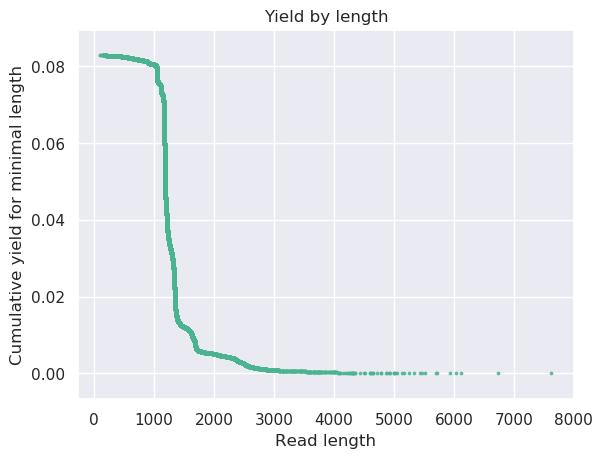 Yield by length
Cumulative yield for minimal length
0.08
0.06
0.04
0.02
0.00
0 1000 2000 3000 4000 5000 6000 7000 8000
Read length